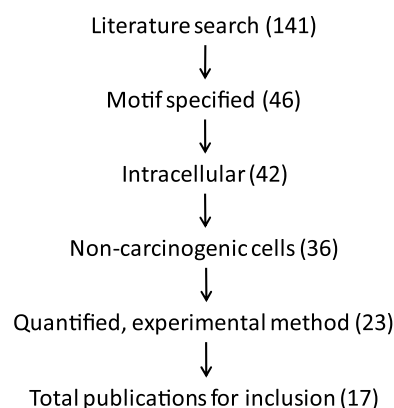 Literature search (141)
Motif specified (46)
Intracellular (42)
Non-carcinogenic cells (36)
Quantified, experimental method (23)
Total publications for inclusion (17)